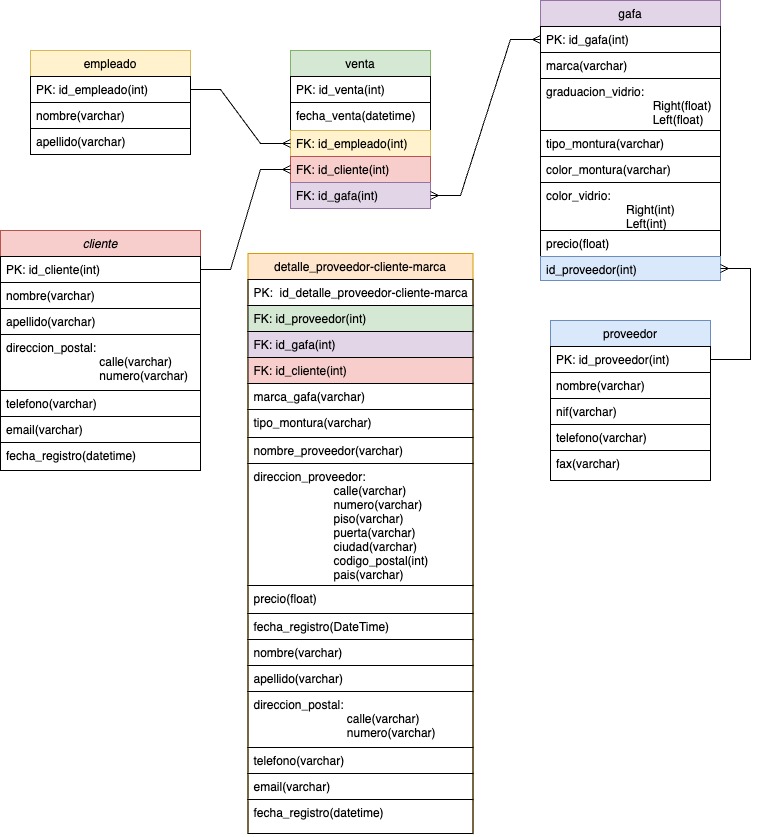 empleado
PK: id_empleado(int)
nombre(varchar)
apellido(varchar)
venta
PK: id_venta(int)
fecha_venta(datetime)
FK: id_empleado(int)
FK: id_cliente(int)
FK: id_gafa(int)
gafa
PK: id_gafa(int)
marca(varchar)
graduacion_vidrio:
Right(float)
Left(float)
tipo_montura(varchar)
color_montura(varchar)
color_vidrio:
Right(int)
Left(int)
precio(float)
id_proveedor(int)
cliente
PK: id_cliente(int)
nombre(varchar)
apellido(varchar)
direccion_postal:
calle(varchar)
numero(varchar)
telefono(varchar)
email(varchar)
fecha_registro(datetime)
detalle_proveedor-cliente-marca
PK: id_detalle_proveedor-cliente-marca
FK: id_proveedor(int)
FK: id_gafa(int)
FK: id_cliente(int)
marca_gafa(varchar)
tipo_montura(varchar)
nombre_proveedor(varchar)
direccion_proveedor:
calle(varchar)
numero(varchar)
piso(varchar)
puerta(varchar)
ciudad(varchar)
codigo_postal(int)
pais(varchar)
precio(float)
fecha_registro(DateTime)
nombre(varchar)
apellido(varchar)
direccion_postal:
calle(varchar)
numero(varchar)
telefono(varchar)
email(varchar)
fecha_registro(datetime)
proveedor
PK: id_proveedor(int)
nombre(varchar)
nif(varchar)
telefono(varchar)
fax(varchar)